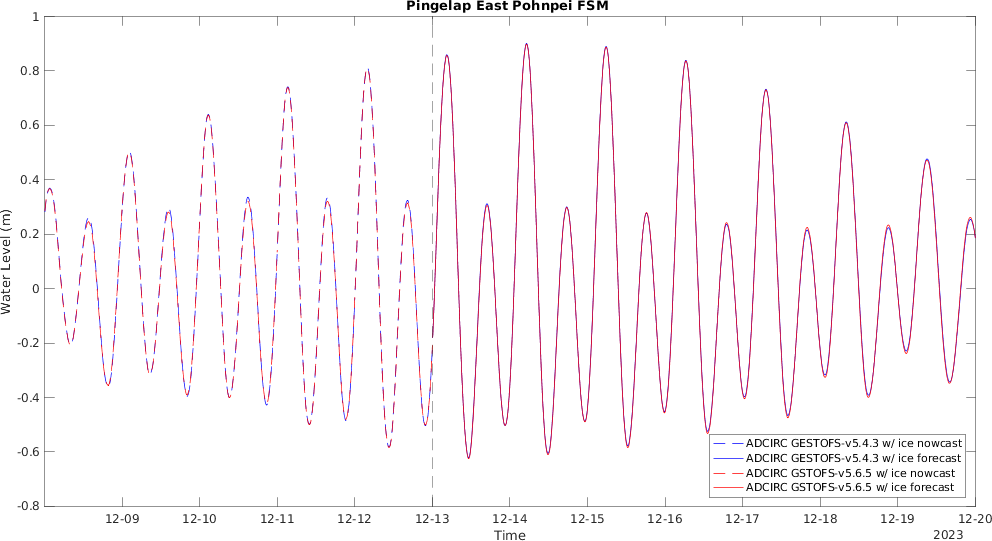 Pingelap East Pohnpei FSM
1
0.8
0.6
0.4
0.2
0
-0.2
-0.4
-0.6
-0.8
Water Level (m)
ADCIRC GESTOFS-v5.4.3 w/ ice nowcast
ADCIRC GESTOFS-v5.4.3 w/ ice forecast
ADCIRC GSTOFS-v5.6.5 w/ ice nowcast
ADCIRC GSTOFS-v5.6.5 w/ ice forecast
12-09 12-10 12-11 12-12 12-13 12-14 12-15 12-16 12-17 12-18 12-19 12-20
Time
2023